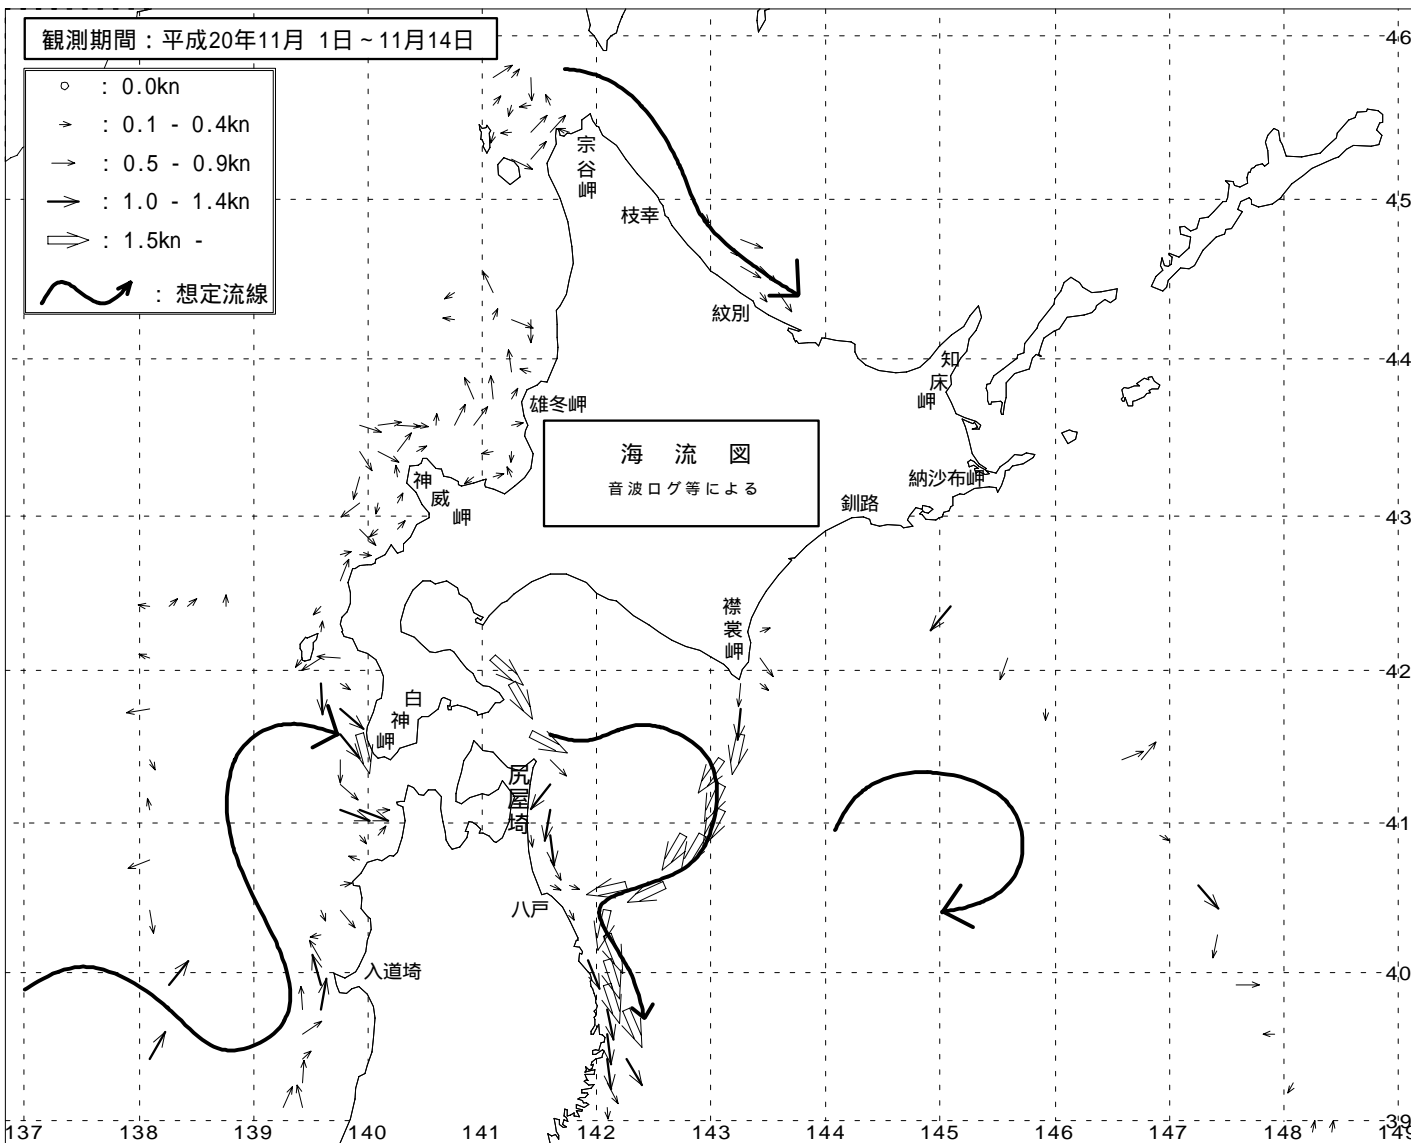 観測期間：平成20年11月 1日～11月14日
：0.0kn
：0.1 - 0.4kn
：0.5 - 0.9kn
：1.0 - 1.4kn
：1.5kn -
：想定流線
宗谷岬
枝幸
紋別
知床岬
雄冬岬
海流図
音波ログ等による
納沙布岬
釧路
神威岬
襟裳岬
白神岬
尻屋埼
八戸
入道埼
46
45
44
43
42
41
40
39
137 138 139 140 141 142 143 144 145 146 147 148 149